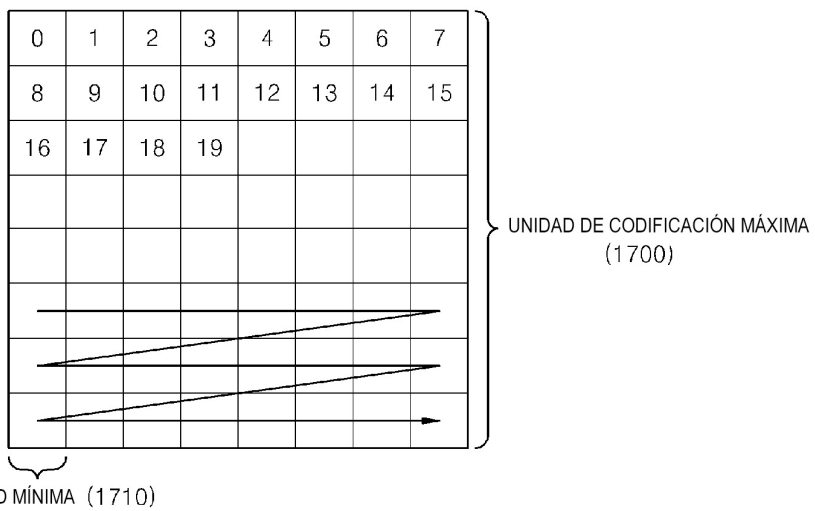 0 1 2 3 4 5 6 7
8 9 10 11 12 13 14 15
16 17 18 19
UNIDAD DE CODIFICACIÓN MÁXIMA
(1700)
MÍNIMA (1710)